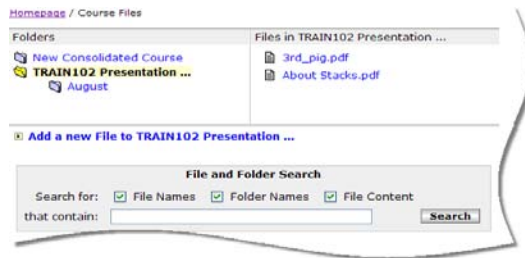 Homepage / Course Files
Folders
New Consolidated Course
TRAIN102 Presentation ...
August
Files in TRAIN102 Presentation ...
3rd_pig.pdf
About Stacks.pdf
Add a new File to TRAIN102 Presentation ...
File and Folder Search
Search for: File Names Folder Names File Content
that contain: Search